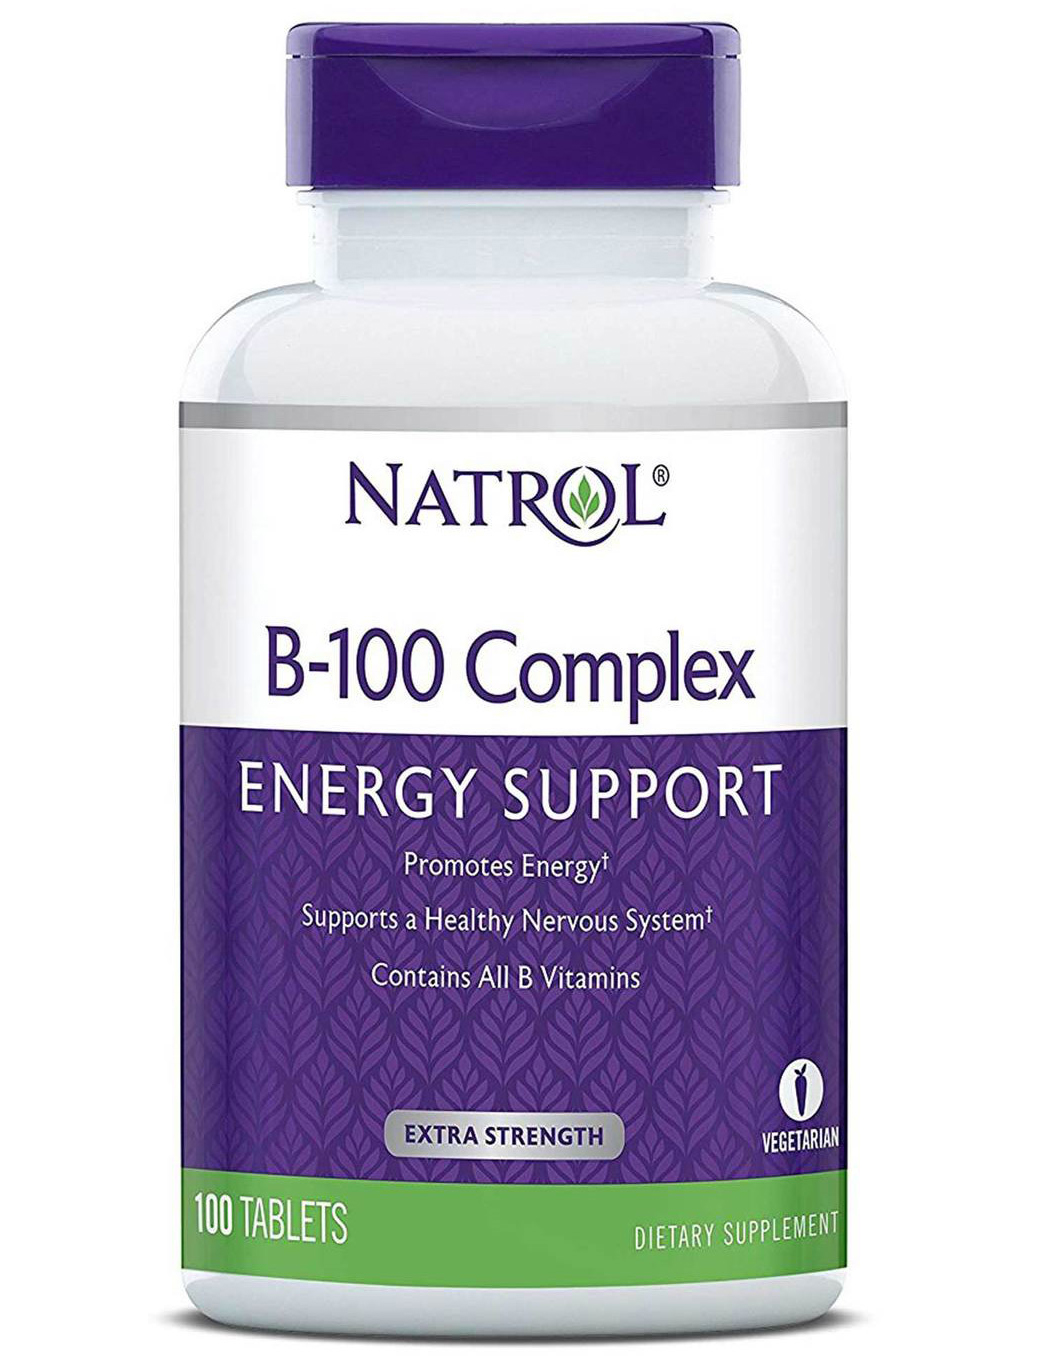 NATROL®
B-100 Complex
ENERGY SUPPORT
Promotes Energy†
Supports a Healthy Nervous System†
Contains All B Vitamins
EXTRA STRENGTH
VEGETARIAN
100 TABLETS
DIETARY SUPPLEMENT